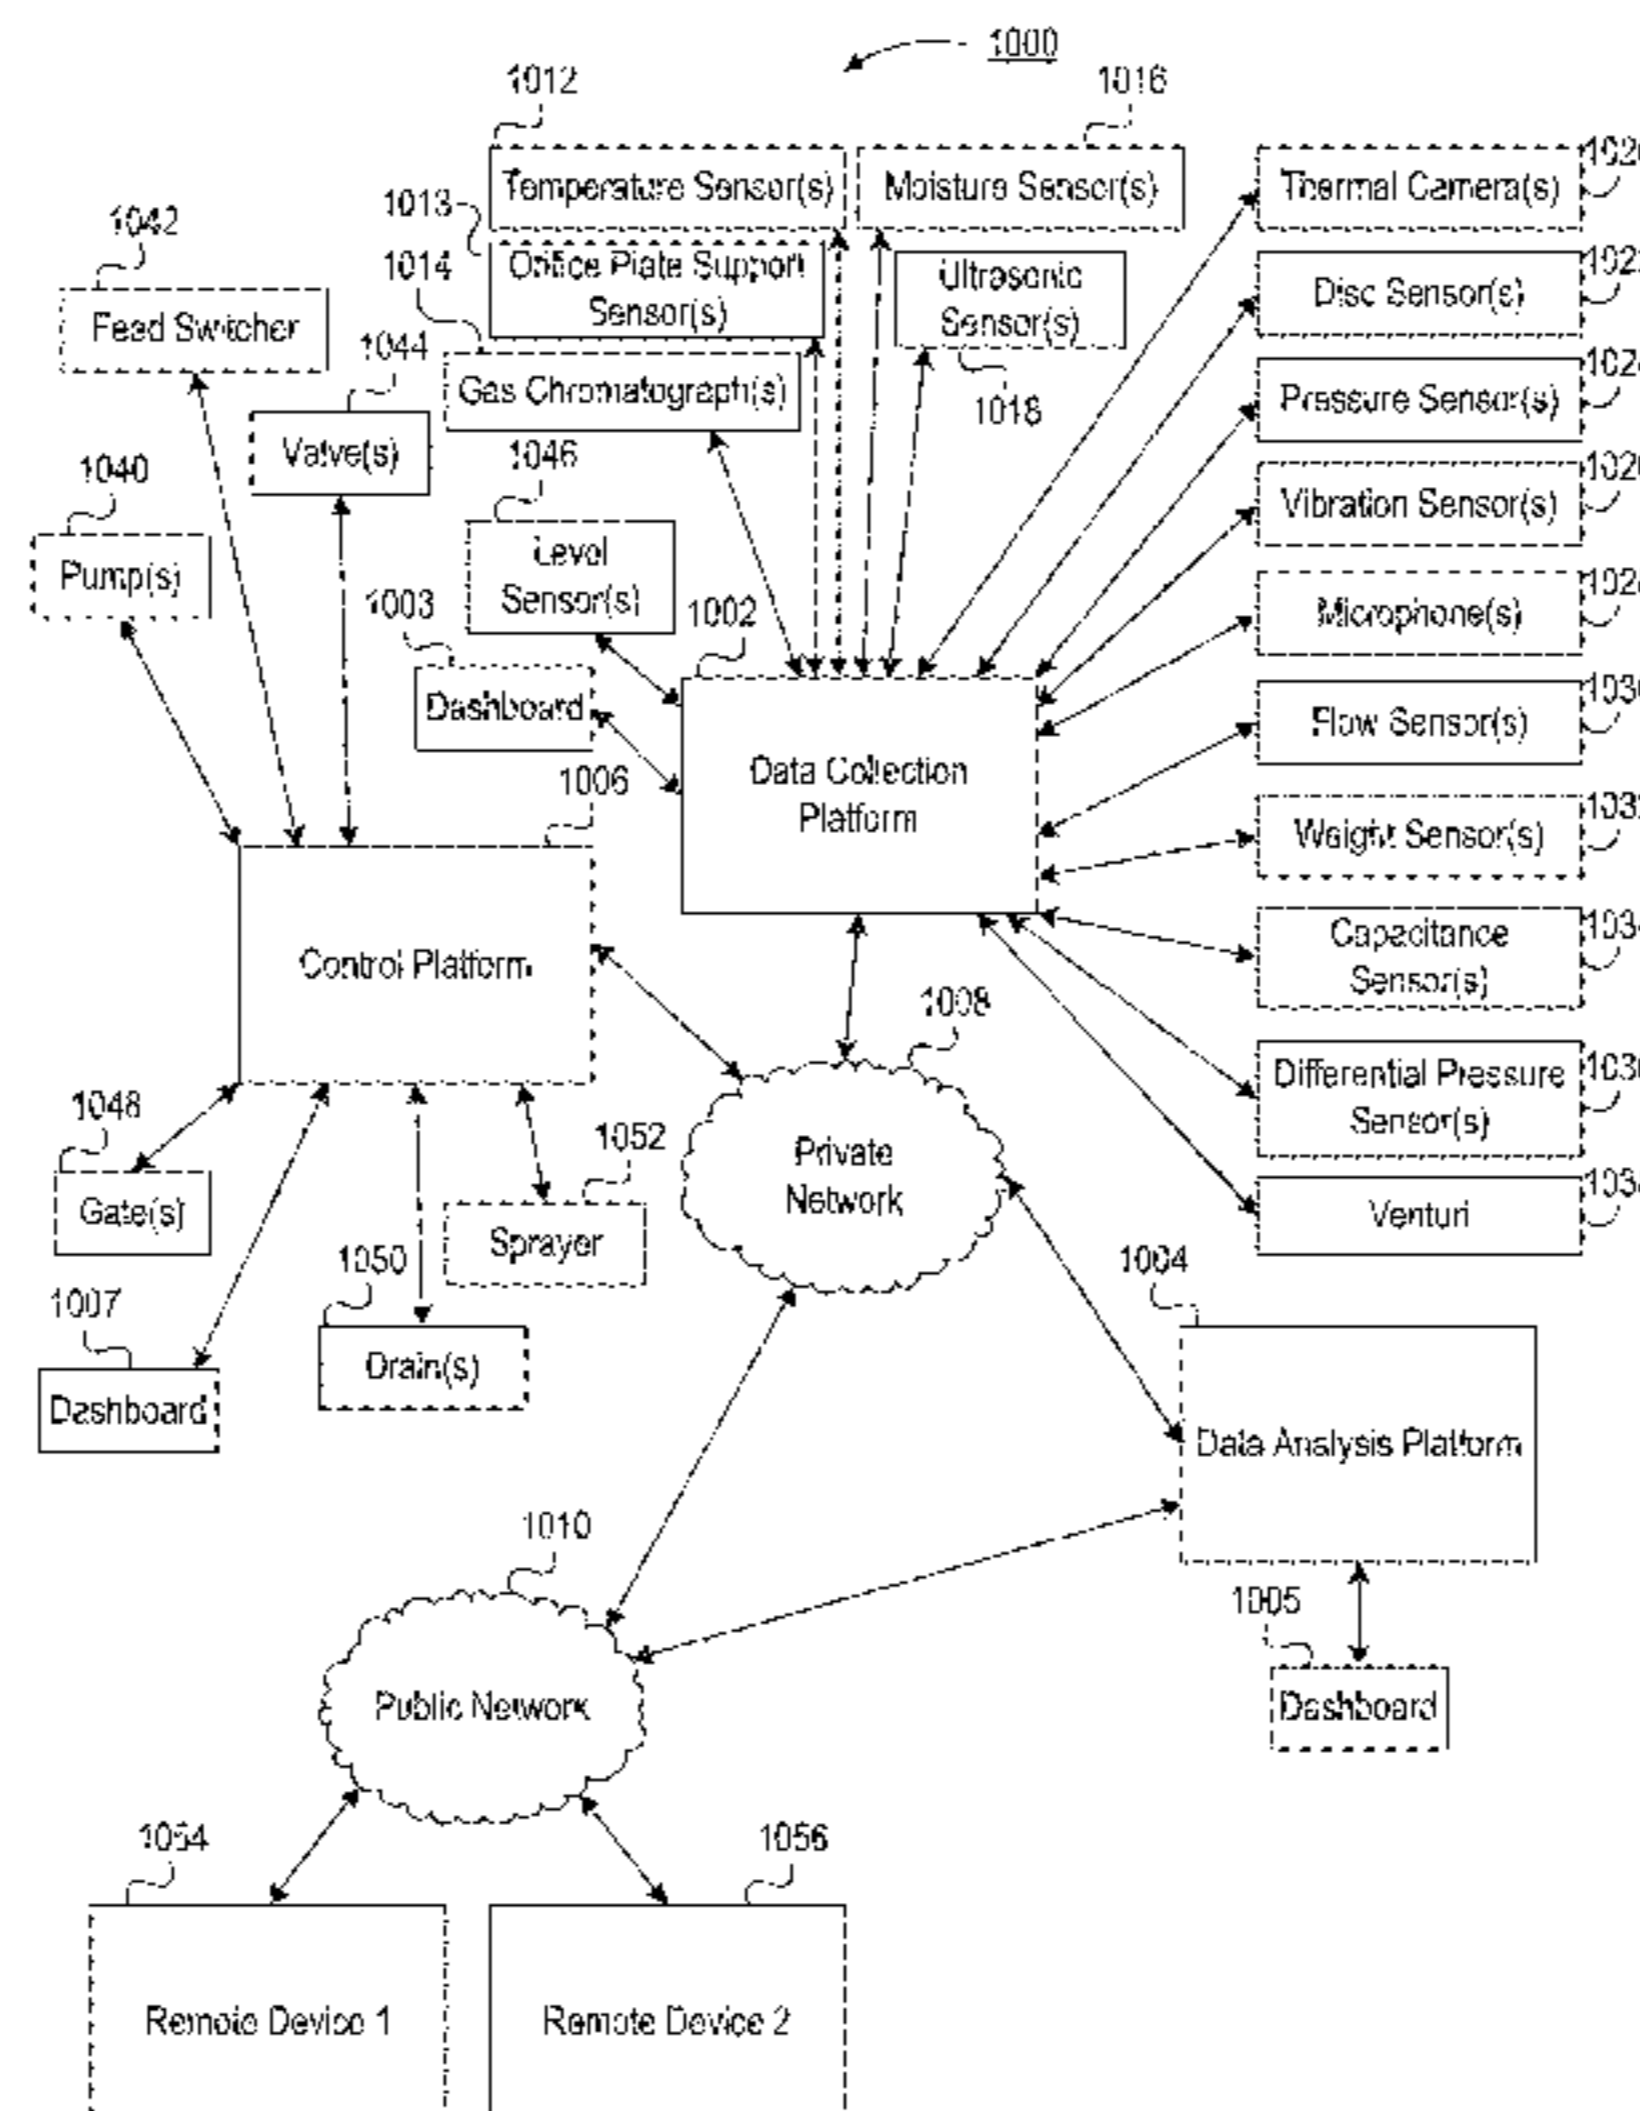 1000
1012
1016
Temperature Sensor(s)
Moisture Sensor(s)
Thermal Camera(s)
1013
Orifice Plate Support
Sensor(s)
1042
1014
Ultrasonic
Sensor(s)
Disc Sensor(s)
Feed Switcher
1044
Gas Chromatograph(s)
1018
Pressure Sensor(s)
Valve(s)
1040
1046
Vibration Sensor(s)
Pump(s)
Level
Sensor(s)
1003
1002
Microphone(s)
Dashboard
Flow Sensor(s)
1006
Data Collection
Platform
Weight Sensor(s)
Control Platform
Capacitance
Sensor(s)
1008
Differential Pressure
Sensor(s)
1048
1052
Private
Network
Gate(s)
Sprayer
Venturi
1050
1004
1007
Drain(s)
Dashboard
Data Analysis Platform
1010
1005
Public Network
Dashboard
1054
1056
Remote Device 1
Remote Device 2